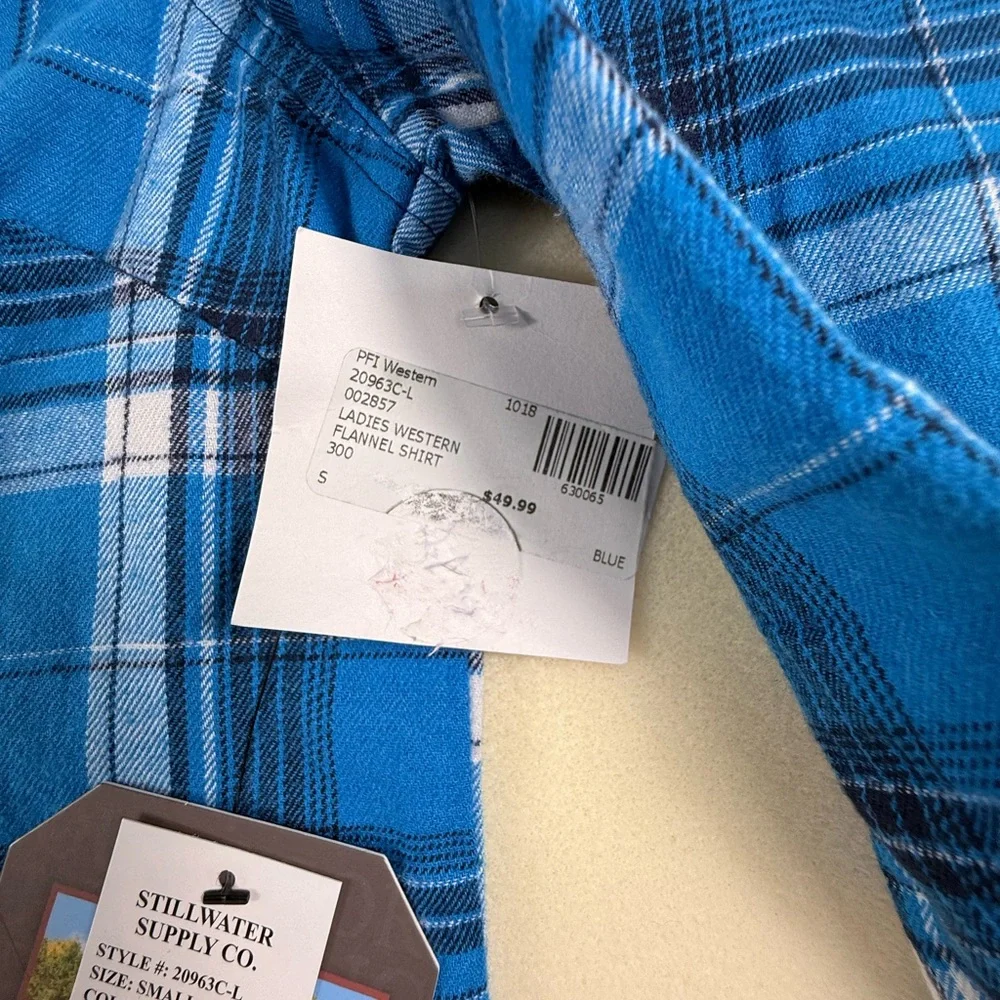 PFI Western
20963C-L
002857 1018
LADIES WESTERN
FLANNEL SHIRT
300
630065
S $49.99
BLUE
STILLWATER
SUPPLY CO.
STYLE #: 20963C-L
SIZE: SMALL